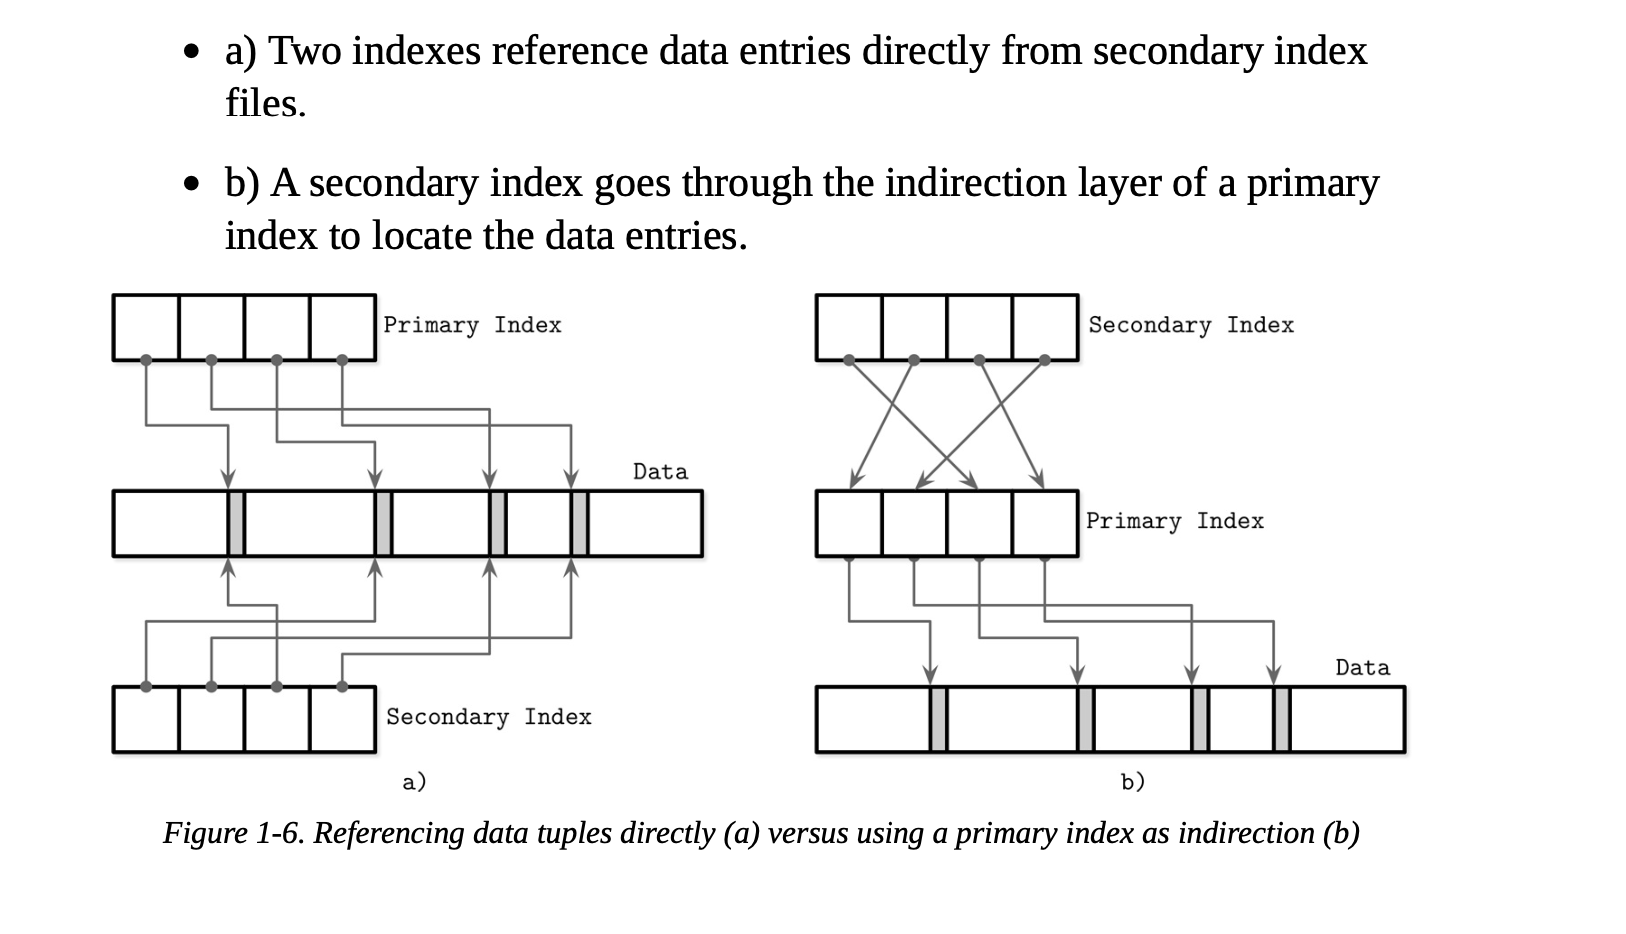 • a) Two indexes reference data entries directly from secondary index
files.
• b) A secondary index goes through the indirection layer of a primary
index to locate the data entries.
Primary Index
Data
Secondary Index
a)
Secondary Index
Primary Index
Data
b)
Figure 1-6. Referencing data tuples directly (a) versus using a primary index as indirection (b)